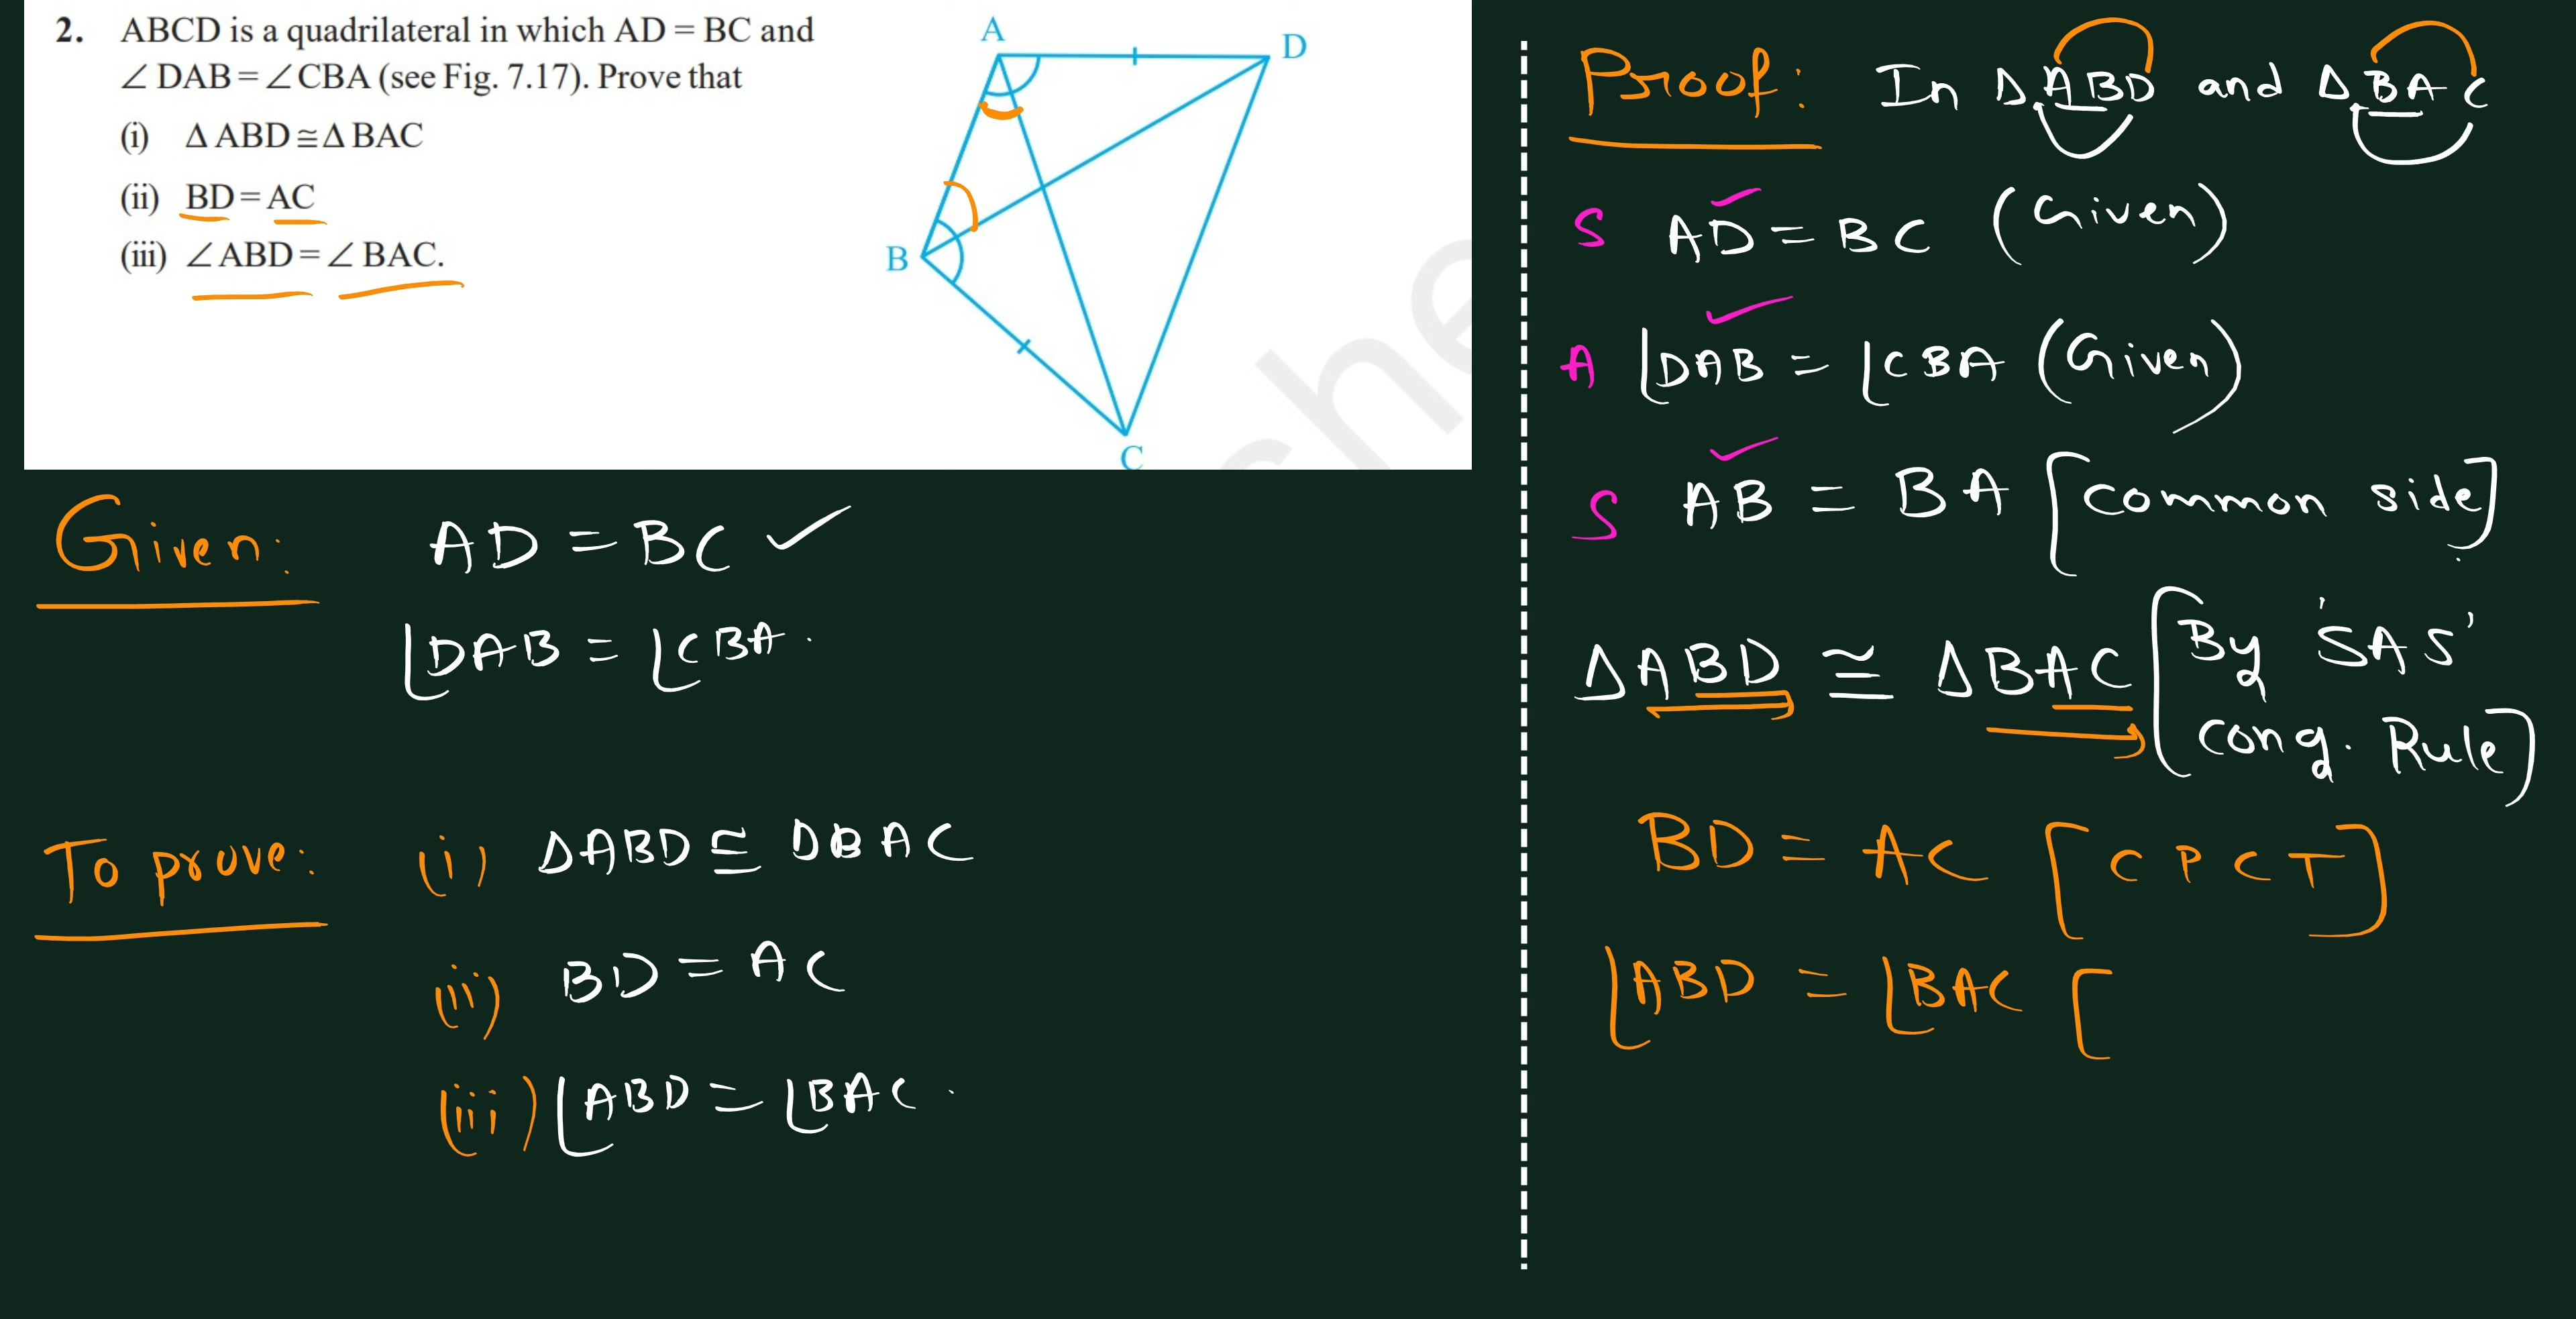 2. ABCD is a quadrilateral in which AD = BC and
∠ DAB = ∠ CBA (see Fig. 7.17). Prove that
(i) Δ ABD ≅ Δ BAC
(ii) BD = AC
(iii) ∠ ABD = ∠ BAC.
A
D
B
C
Given:
AD = BC ✓
∠DAB = ∠CBA.
To prove:
(i) ΔABD ≅ ΔBAC
(ii) BD = AC
(iii) ∠ABD = ∠BAC.
Proof: In ΔABD and ΔBAC
S AD = BC (Given)
A ∠DAB = ∠CBA (Given)
S AB = BA [common side]
ΔABD ≅ ΔBAC [By 'SAS'
cong. Rule]
BD = AC [CPCT]
∠ABD = ∠BAC [